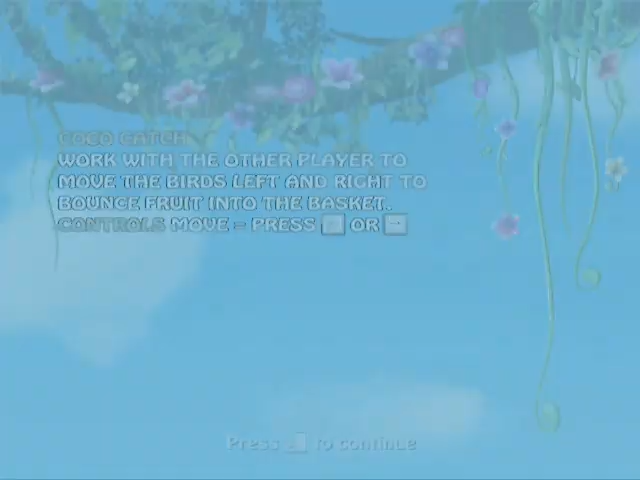 COCO CATCH
WORK WITH THE OTHER PLAYER TO
MOVE THE BIRDS LEFT AND RIGHT TO
BOUNCE FRUIT INTO THE BASKET.
CONTROLS MOVE - PRESS OR
Press to continue